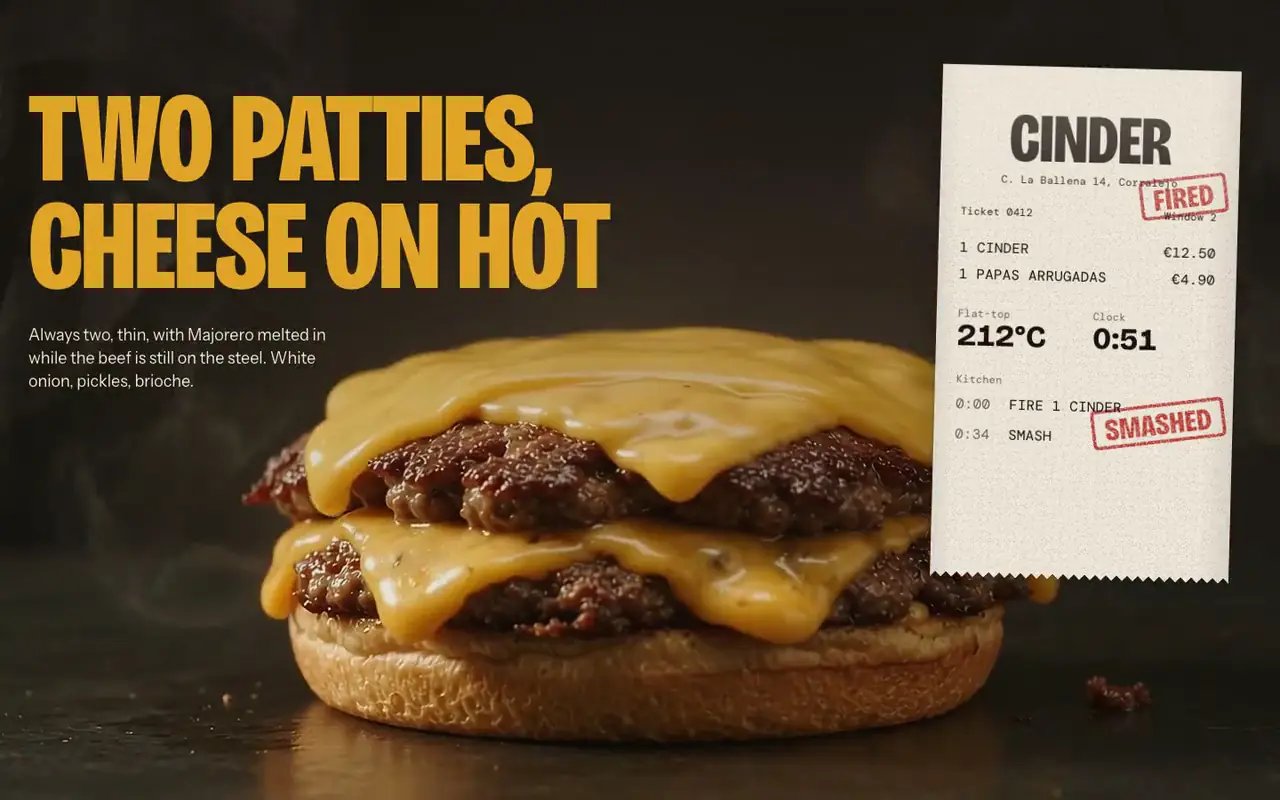 TWO PATTIES,
CHEESE ON HOT
Always two, thin, with Majorero melted in
while the beef is still on the steel. White
onion, pickles, brioche.
CINDER
C. La Ballena 14, Corralejo
FIRED
Ticket 0412
Window 2
1 CINDER
€12.50
1 PAPAS ARRUGADAS
€4.90
Flat-top
Clock
212°C
0:51
Kitchen
0:00 FIRE 1 CINDER
SMASHED
0:34 SMASH